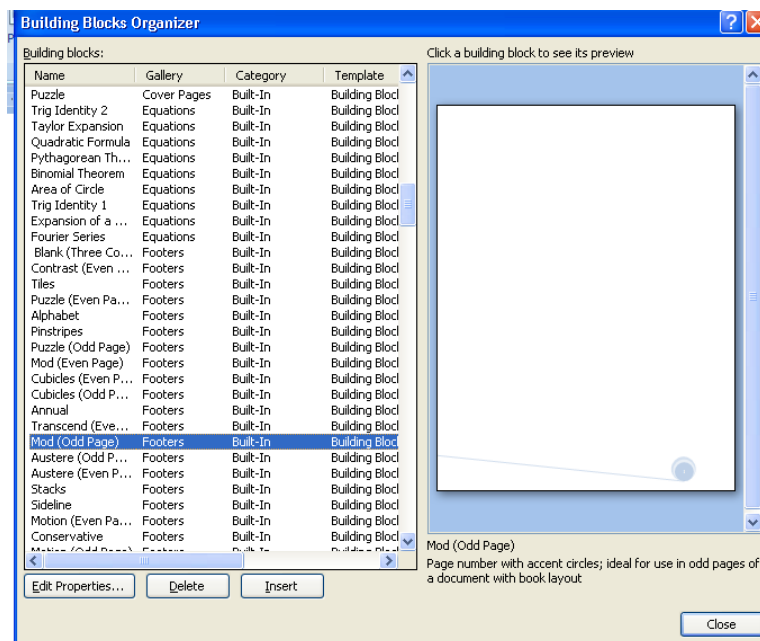 Building Blocks Organizer
Building blocks:
Click a building block to see its preview
Name Gallery Category Template
Puzzle Cover Pages Built-In Building Blocl
Trig Identity 2 Equations Built-In Building Blocl
Taylor Expansion Equations Built-In Building Blocl
Quadratic Formula Equations Built-In Building Blocl
Pythagorean Th... Equations Built-In Building Blocl
Binomial Theorem Equations Built-In Building Blocl
Area of Circle Equations Built-In Building Blocl
Trig Identity 1 Equations Built-In Building Blocl
Expansion of a ... Equations Built-In Building Blocl
Fourier Series Equations Built-In Building Blocl
Blank (Three Co... Footers Built-In Building Blocl
Contrast (Even ... Footers Built-In Building Blocl
Tiles Footers Built-In Building Blocl
Puzzle (Even Pa... Footers Built-In Building Blocl
Alphabet Footers Built-In Building Blocl
Pinstripes Footers Built-In Building Blocl
Puzzle (Odd Page) Footers Built-In Building Blocl
Mod (Even Page) Footers Built-In Building Blocl
Cubicles (Even P... Footers Built-In Building Blocl
Cubicles (Odd P... Footers Built-In Building Blocl
Annual Footers Built-In Building Blocl
Transcend (Eve... Footers Built-In Building Blocl
Mod (Odd Page) Footers Built-In Building Blocl
Austere (Odd P... Footers Built-In Building Blocl
Austere (Even P... Footers Built-In Building Blocl
Stacks Footers Built-In Building Blocl
Sideline Footers Built-In Building Blocl
Motion (Even Pa... Footers Built-In Building Blocl
Conservative Footers Built-In Building Blocl
Motion (Odd Page) Footers Built-In Building Blocl
Mod (Odd Page)
Page number with accent circles; ideal for use in odd pages of
a document with book layout
Edit Properties... Delete Insert
Close